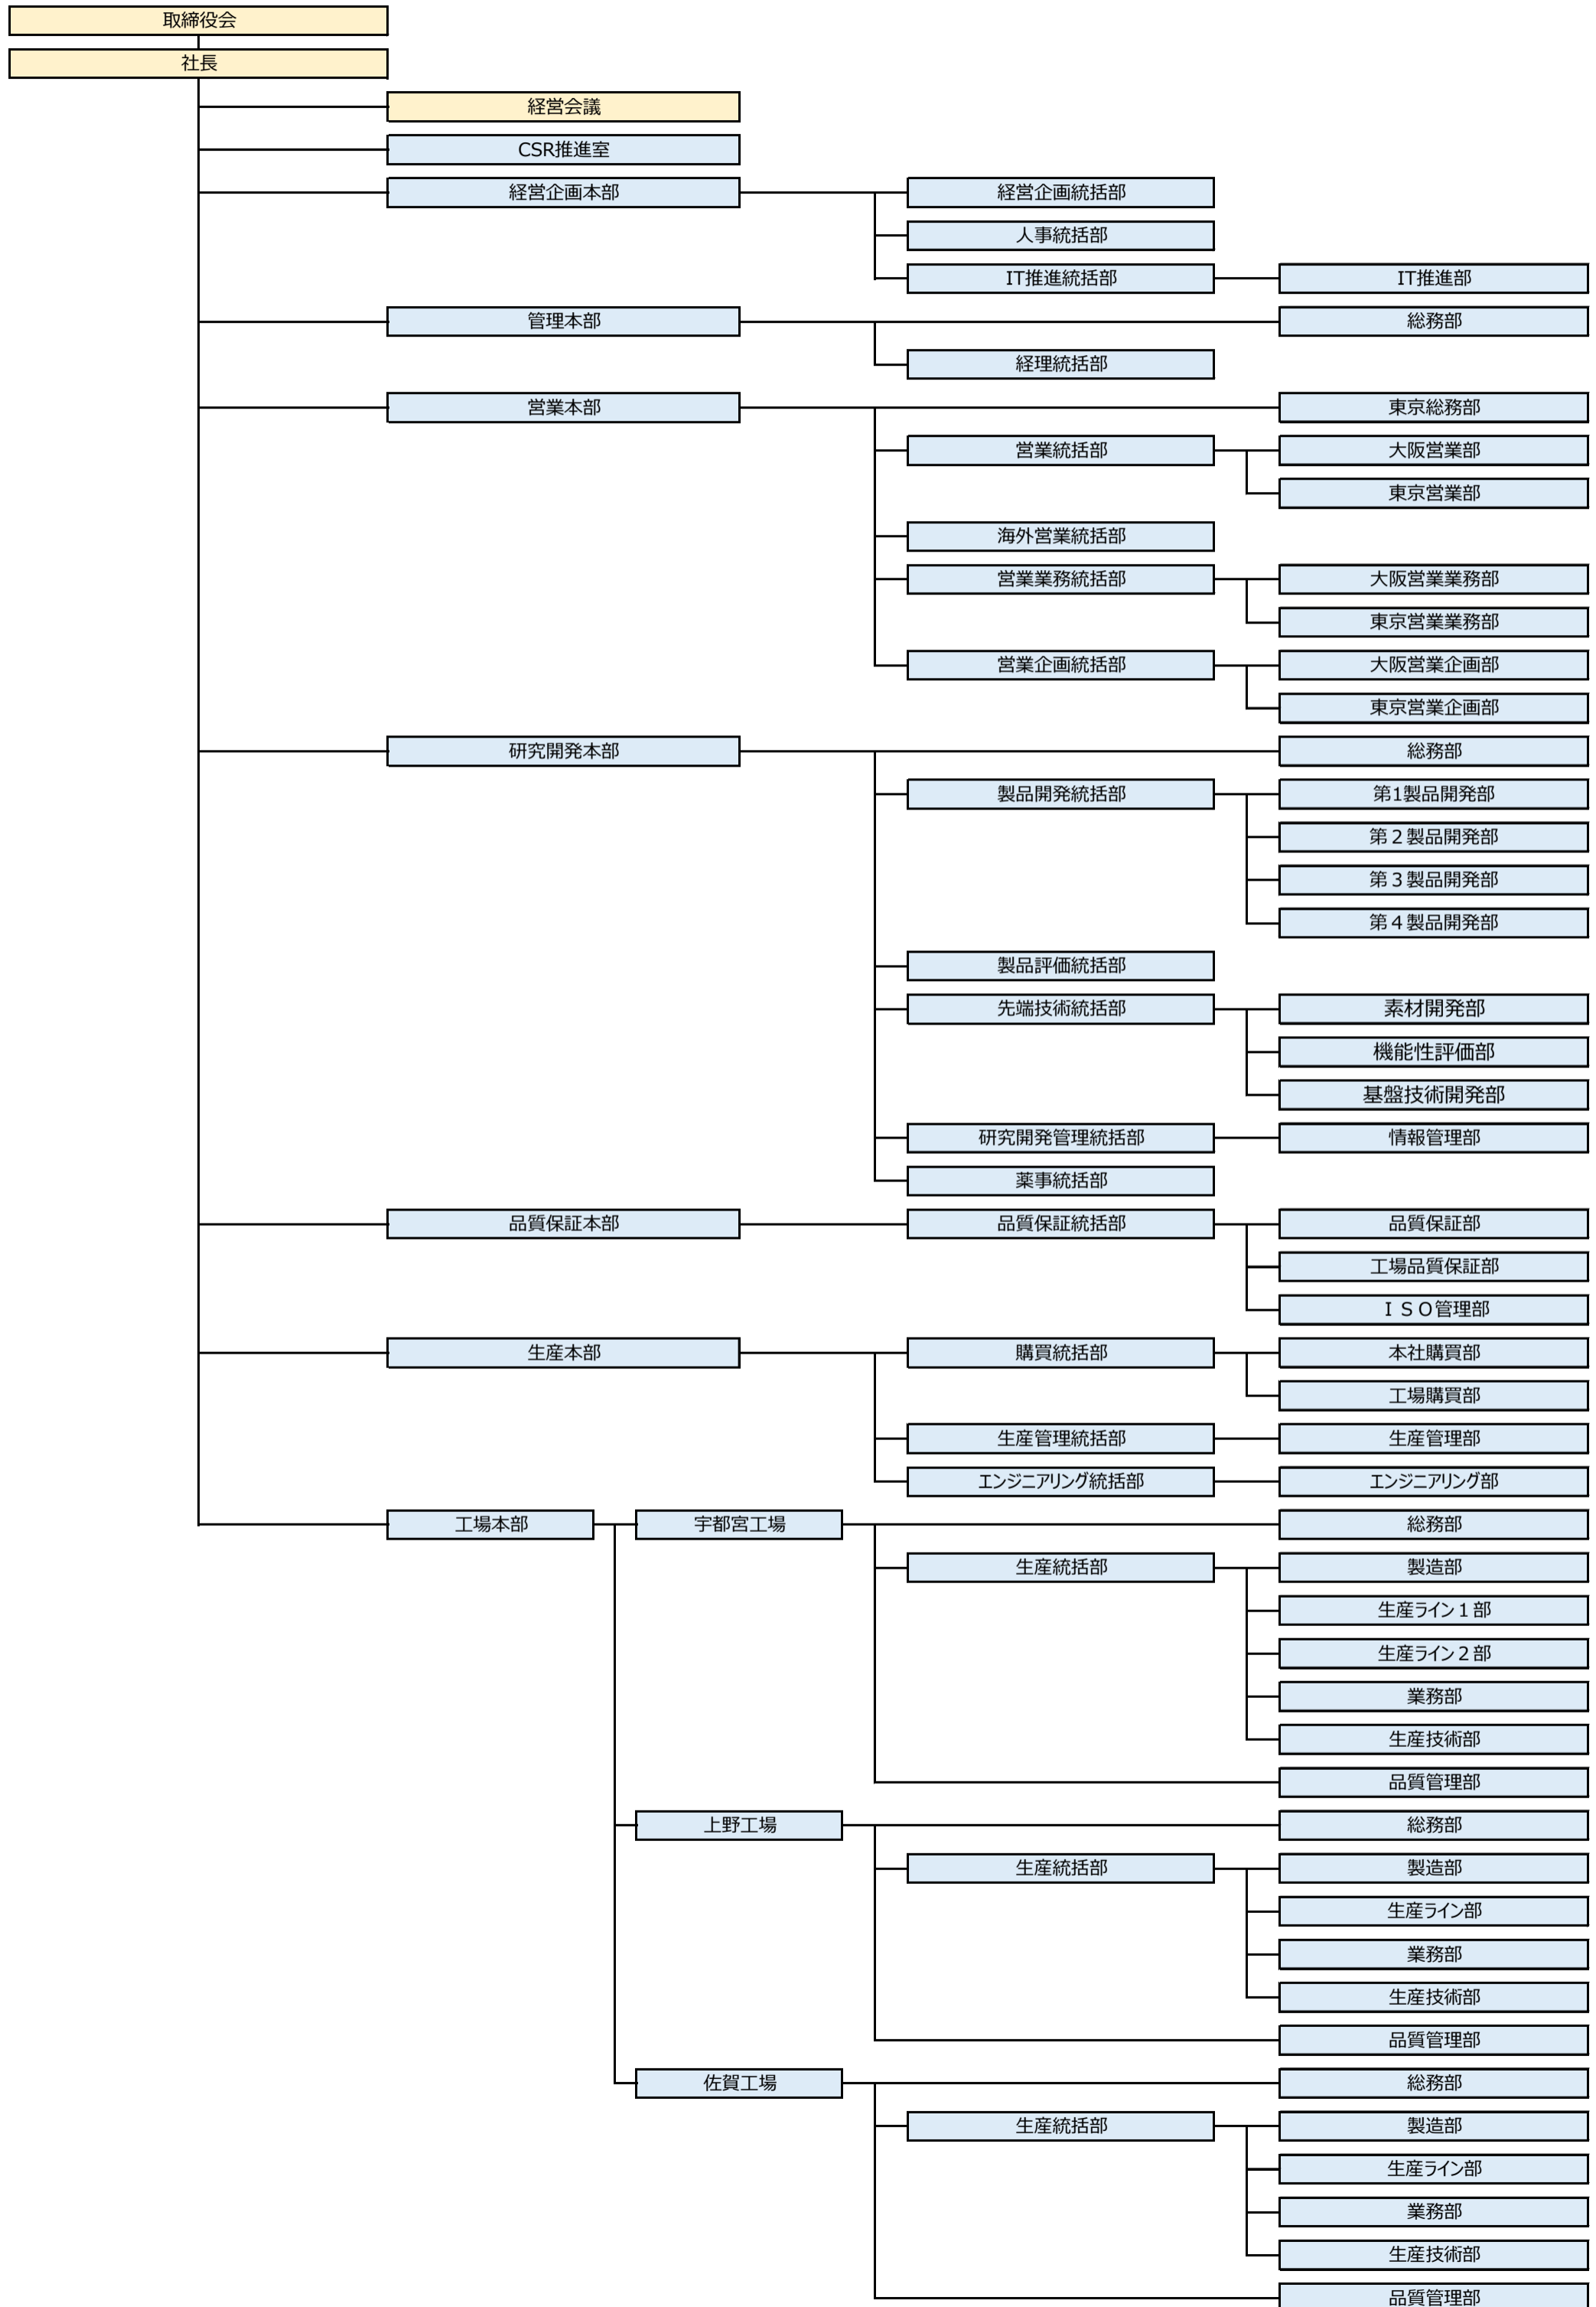 取締役会
社長
経営会議
CSR推進室
経営企画本部
経営企画統括部
人事統括部
IT推進統括部
IT推進部
管理本部
総務部
経理統括部
営業本部
東京総務部
営業統括部
大阪営業部
東京営業部
海外営業統括部
営業業務統括部
大阪営業業務部
東京営業業務部
営業企画統括部
大阪営業企画部
東京営業企画部
研究開発本部
総務部
製品開発統括部
第1製品開発部
第２製品開発部
第３製品開発部
第４製品開発部
製品評価統括部
先端技術統括部
素材開発部
機能性評価部
基盤技術開発部
研究開発管理統括部
情報管理部
薬事統括部
品質保証本部
品質保証統括部
品質保証部
工場品質保証部
ＩＳＯ管理部
生産本部
購買統括部
本社購買部
工場購買部
生産管理統括部
生産管理部
エンジニアリング統括部
エンジニアリング部
工場本部
宇都宮工場
総務部
生産統括部
製造部
生産ライン１部
生産ライン２部
業務部
生産技術部
品質管理部
上野工場
総務部
生産統括部
製造部
生産ライン部
業務部
生産技術部
品質管理部
佐賀工場
総務部
生産統括部
製造部
生産ライン部
業務部
生産技術部
品質管理部